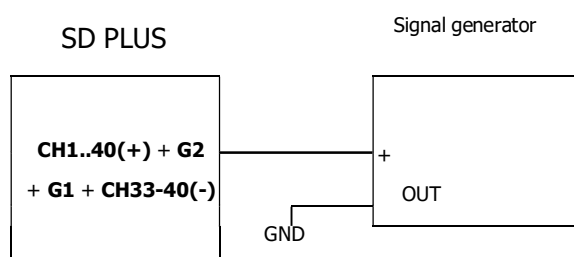 SD PLUS
Signal generator
CH1..40(+) + G2
+ G1 + CH33-40(-)
+
OUT
GND